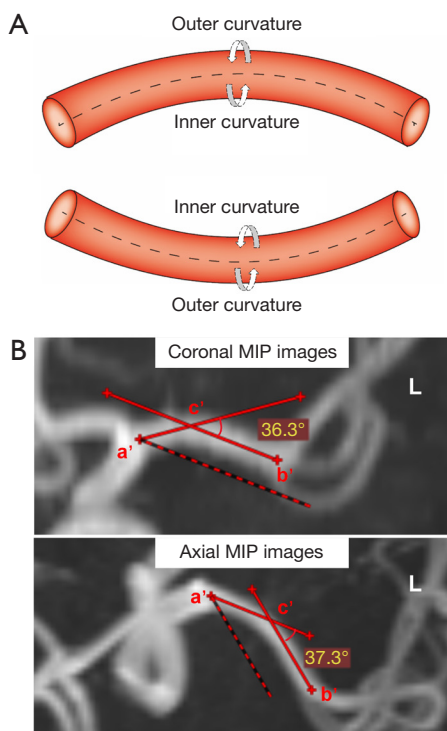 A
Outer curvature
Inner curvature
Inner curvature
Outer curvature
B
Coronal MIP images
L
c'
36.3°
a'
b'
Axial MIP images
L
a'
c'
37.3°
b'